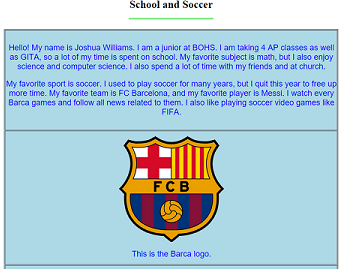 School and Soccer
Hello! My name is Joshua Williams. I am a junior at BOHS. I am taking 4 AP classes as well
as GITA, so a lot of my time is spent on school. My favorite subject is math, but I also enjoy
science and computer science. I also spend a lot of time with my friends and at church.
My favorite sport is soccer. I used to play soccer for many years, but I quit this year to free up
more time. My favorite team is FC Barcelona, and my favorite player is Messi. I watch every
Barca games and follow all news related to them. I also like playing soccer video games like
FIFA.
FCB
This is the Barca logo.